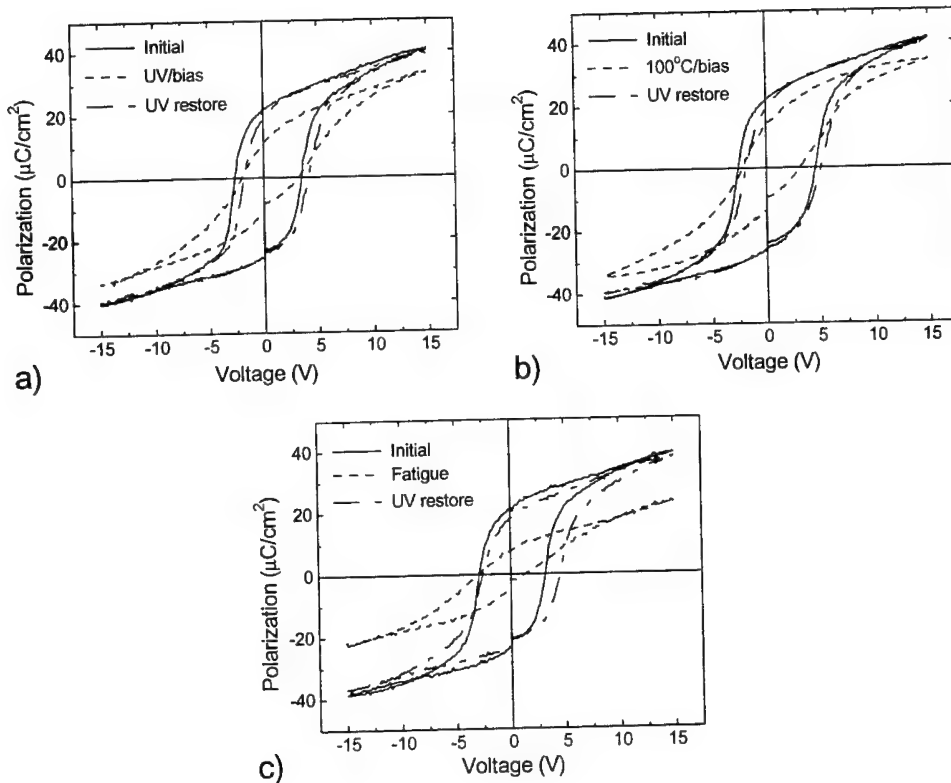 Polarization (µC/cm²)
40
20
0
-20
-40
Initial
UV/bias
UV restore
-15
-10
-5
0
5
10
15
Voltage (V)
a)
Polarization (µC/cm²)
40
20
0
-20
-40
Initial
100°C/bias
UV restore
-15
-10
-5
0
5
10
15
Voltage (V)
b)
Polarization (µC/cm²)
40
20
0
-20
-40
Initial
Fatigue
UV restore
-15
-10
-5
0
5
10
15
Voltage (V)
c)